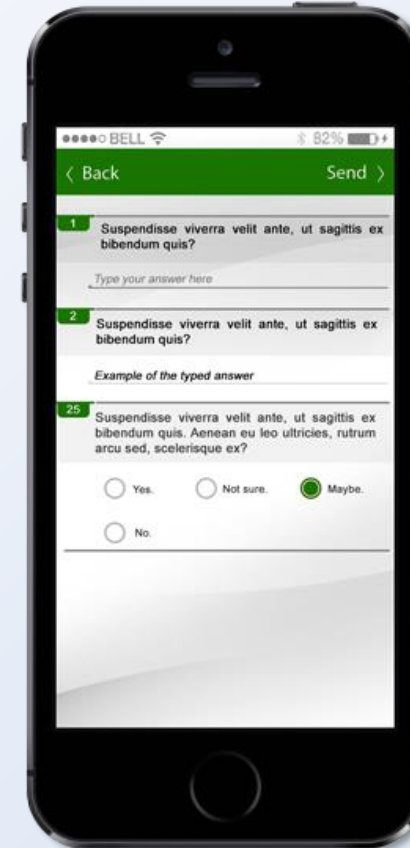 BELL 82%
Back Send
1
Suspendisse viverra velit ante, ut sagittis ex
bibendum quis?
Type your answer here
2
Suspendisse viverra velit ante, ut sagittis ex
bibendum quis?
Example of the typed answer
25
Suspendisse viverra velit ante, ut sagittis ex
bibendum quis. Aenean eu leo ultricies, rutrum
arcu sed, scelerisque ex?
Yes. Not sure. Maybe.
No.